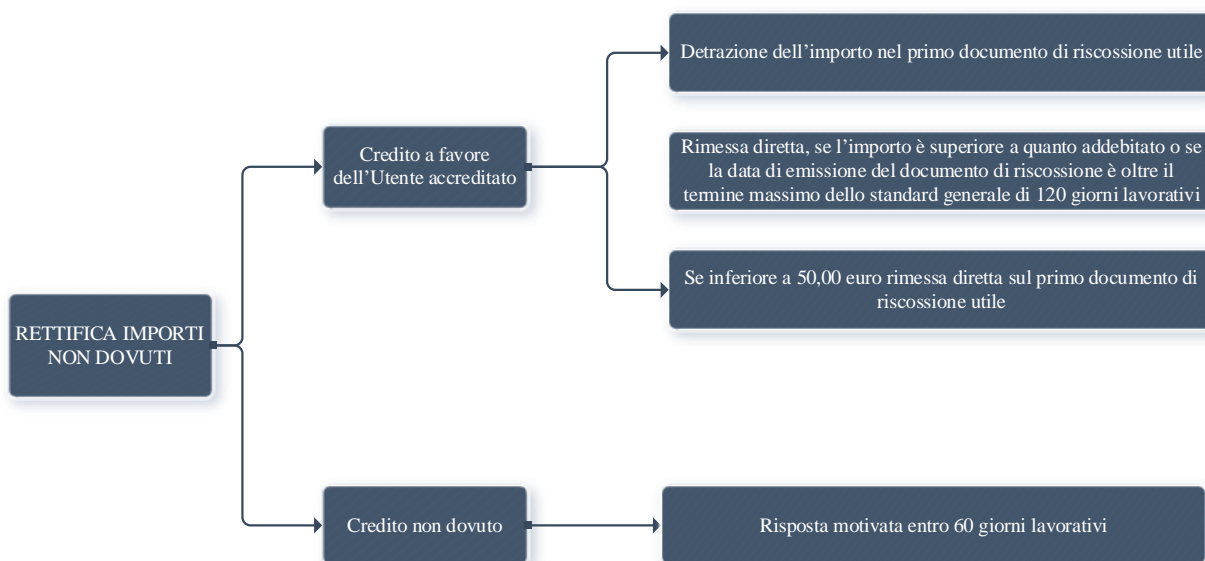 Detrazione dell’importo nel primo documento di riscossione utile
Credito a favore
dell’Utente accreditato
Rimessa diretta, se l’importo è superiore a quanto addebitato o se
la data di emissione del documento di riscossione è oltre il
termine massimo dello standard generale di 120 giorni lavorativi
Se inferiore a 50,00 euro rimessa diretta sul primo documento di
riscossione utile
RETTIFICA IMPORTI
NON DOVUTI
Credito non dovuto
Risposta motivata entro 60 giorni lavorativi